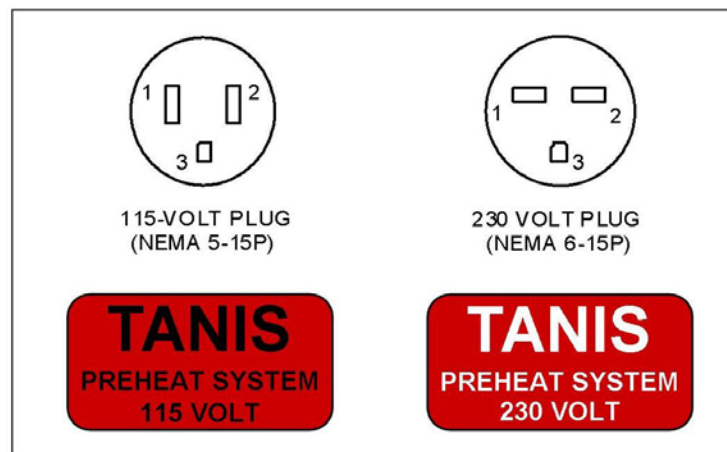 1 2
3
115-VOLT PLUG
(NEMA 5-15P)
TANIS
PREHEAT SYSTEM
115 VOLT
1 2
3
230 VOLT PLUG
(NEMA 6-15P)
TANIS
PREHEAT SYSTEM
230 VOLT